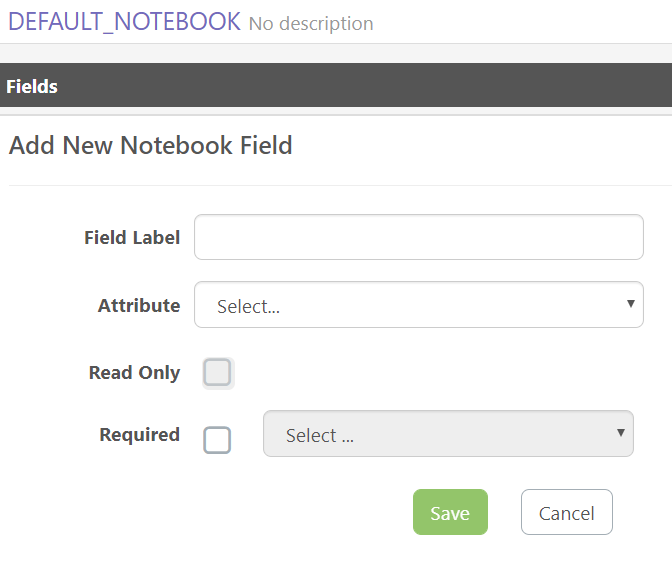 DEFAULT_NOTEBOOK No description
Fields
Add New Notebook Field
Field Label
Attribute Select...
Read Only
Required Select ...
Save Cancel